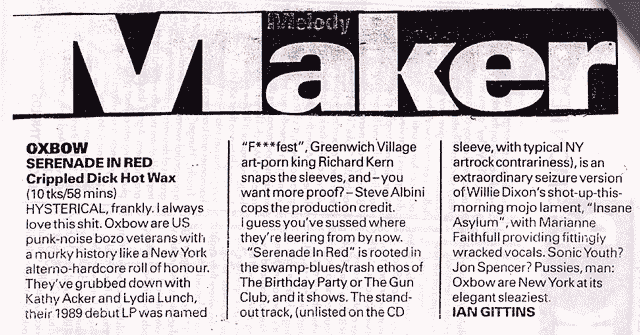 Melody
Maker
OXBOW
SERENADE IN RED
Crippled Dick Hot Wax
(10 tks/58 mins)
HYSTERICAL, frankly. I always
love this shit. Oxbow are US
punk-noise bozo veterans with
a murky history like a New York
alterno-hardcore roll of honour.
They've grubbed down with
Kathy Acker and Lydia Lunch,
their 1989 debut LP was named
"F***fest", Greenwich Village
art-porn king Richard Kern
snaps the sleeves, and – you
want more proof? – Steve Albini
cops the production credit.
I guess you've sussed where
they're leering from by now.
"Serenade In Red" is rooted in
the swamp-blues/trash ethos of
The Birthday Party or The Gun
Club, and it shows. The stand-
out track, (unlisted on the CD
sleeve, with typical NY
artrock contrariness), is an
extraordinary seizure version
of Willie Dixon's shot-up-this-
morning mojo lament, "Insane
Asylum", with Marianne
Faithfull providing fittingly
wracked vocals. Sonic Youth?
Jon Spencer? Pussies, man:
Oxbow are New York at its
elegant sleaziest.
IAN GITTINS